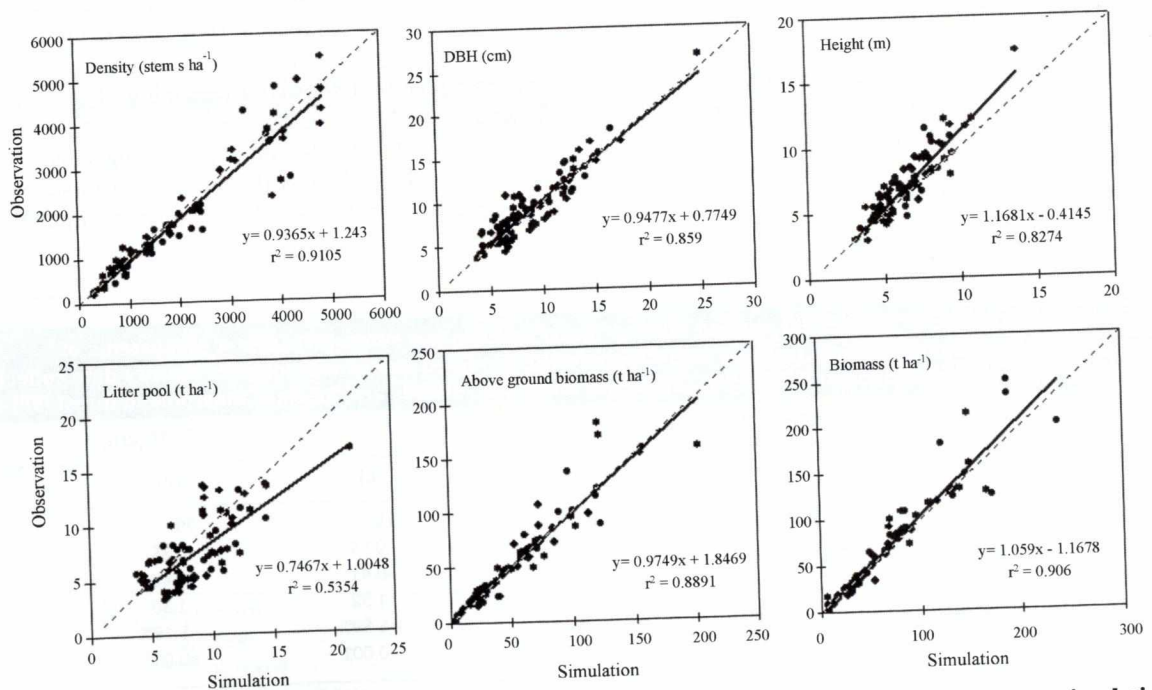 Density (stem s ha⁻¹)
Observation
6000
5000
4000
3000
2000
1000
0
y= 0.9365x + 1.243
r² = 0.9105
0 1000 2000 3000 4000 5000 6000
DBH (cm)
30
25
20
15
10
5
0
y= 0.9477x + 0.7749
r² = 0.859
0 5 10 15 20 25 30
Height (m)
20
15
10
5
0
y= 1.1681x - 0.4145
r² = 0.8274
0 5 10 15 20
Litter pool (t ha⁻¹)
Observation
25
20
15
10
5
0
y= 0.7467x + 1.0048
r² = 0.5354
0 5 10 15 20 25
Simulation
Above ground biomass (t ha⁻¹)
250
200
150
100
50
0
y= 0.9749x + 1.8469
r² = 0.8891
0 50 100 150 200 250
Simulation
Biomass (t ha⁻¹)
300
250
200
150
100
50
0
y= 1.059x - 1.1678
r² = 0.906
0 100 200 300
Simulation